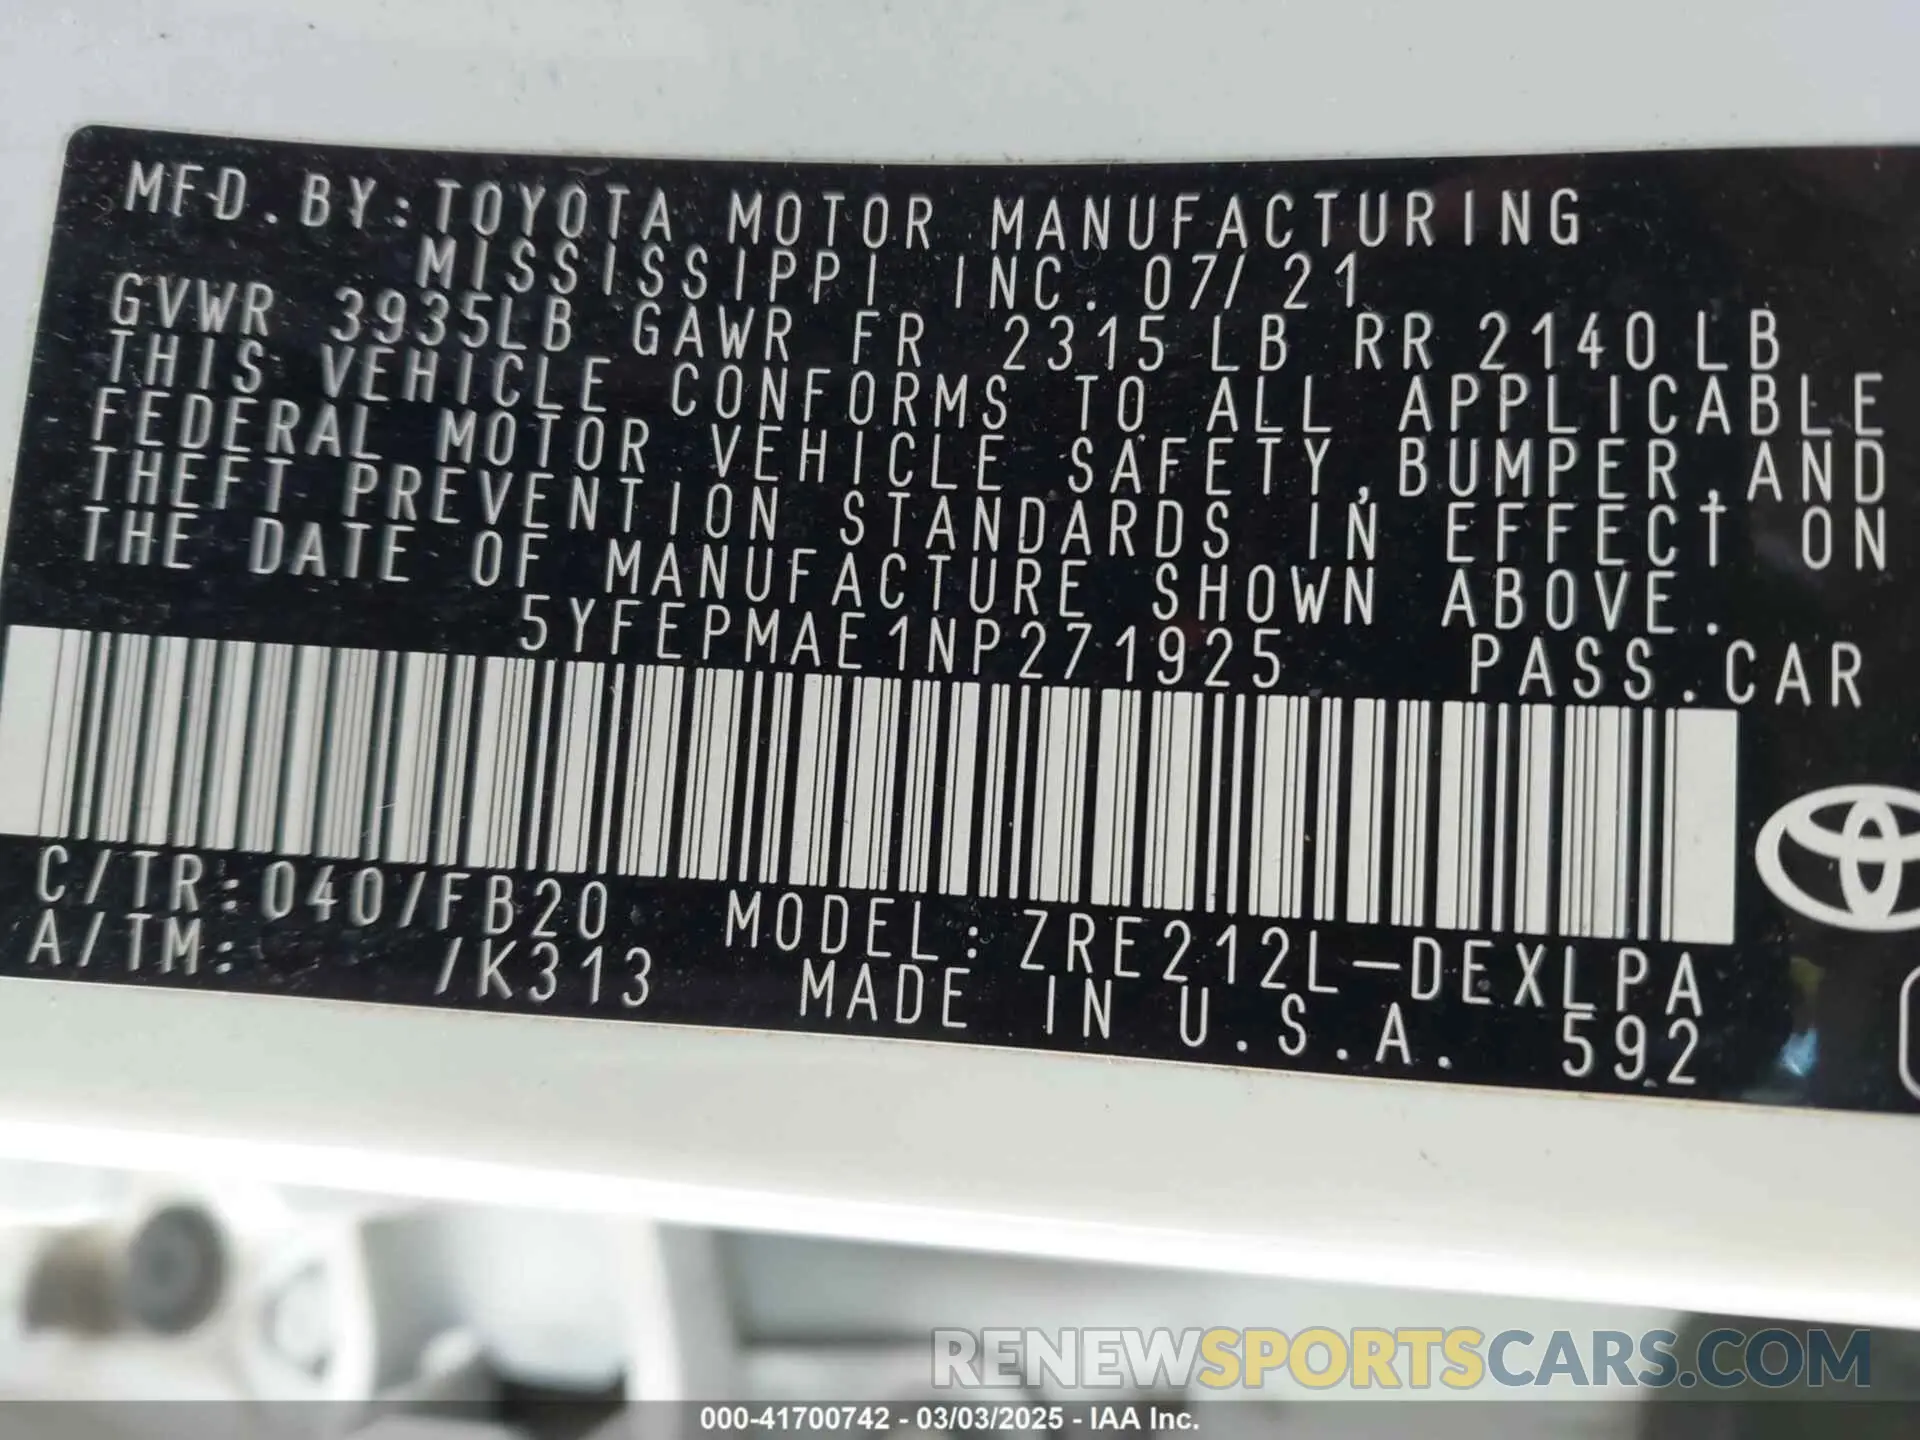 MFD. BY: TOYOTA MOTOR MANUFACTURING
MISSISSIPPI INC. 07/21
GVWR 3935LB GAWR FR 2315 LB RR 2140 LB
THIS VEHICLE CONFORMS TO ALL APPLICABLE
FEDERAL MOTOR VEHICLE SAFETY, BUMPER, AND
THEFT PREVENTION STANDARDS IN EFFECT ON
THE DATE OF MANUFACTURE SHOWN ABOVE.
5YFEPMAE1NP271925 PASS. CAR
C/TR: 040/FB20 MODEL: ZRE212L-DEXLPA
A/TM: /K313 MADE IN U.S.A. 592
RENEWSPORTSCARS.COM
000-41700742 - 03/03/2025 - IAA Inc.